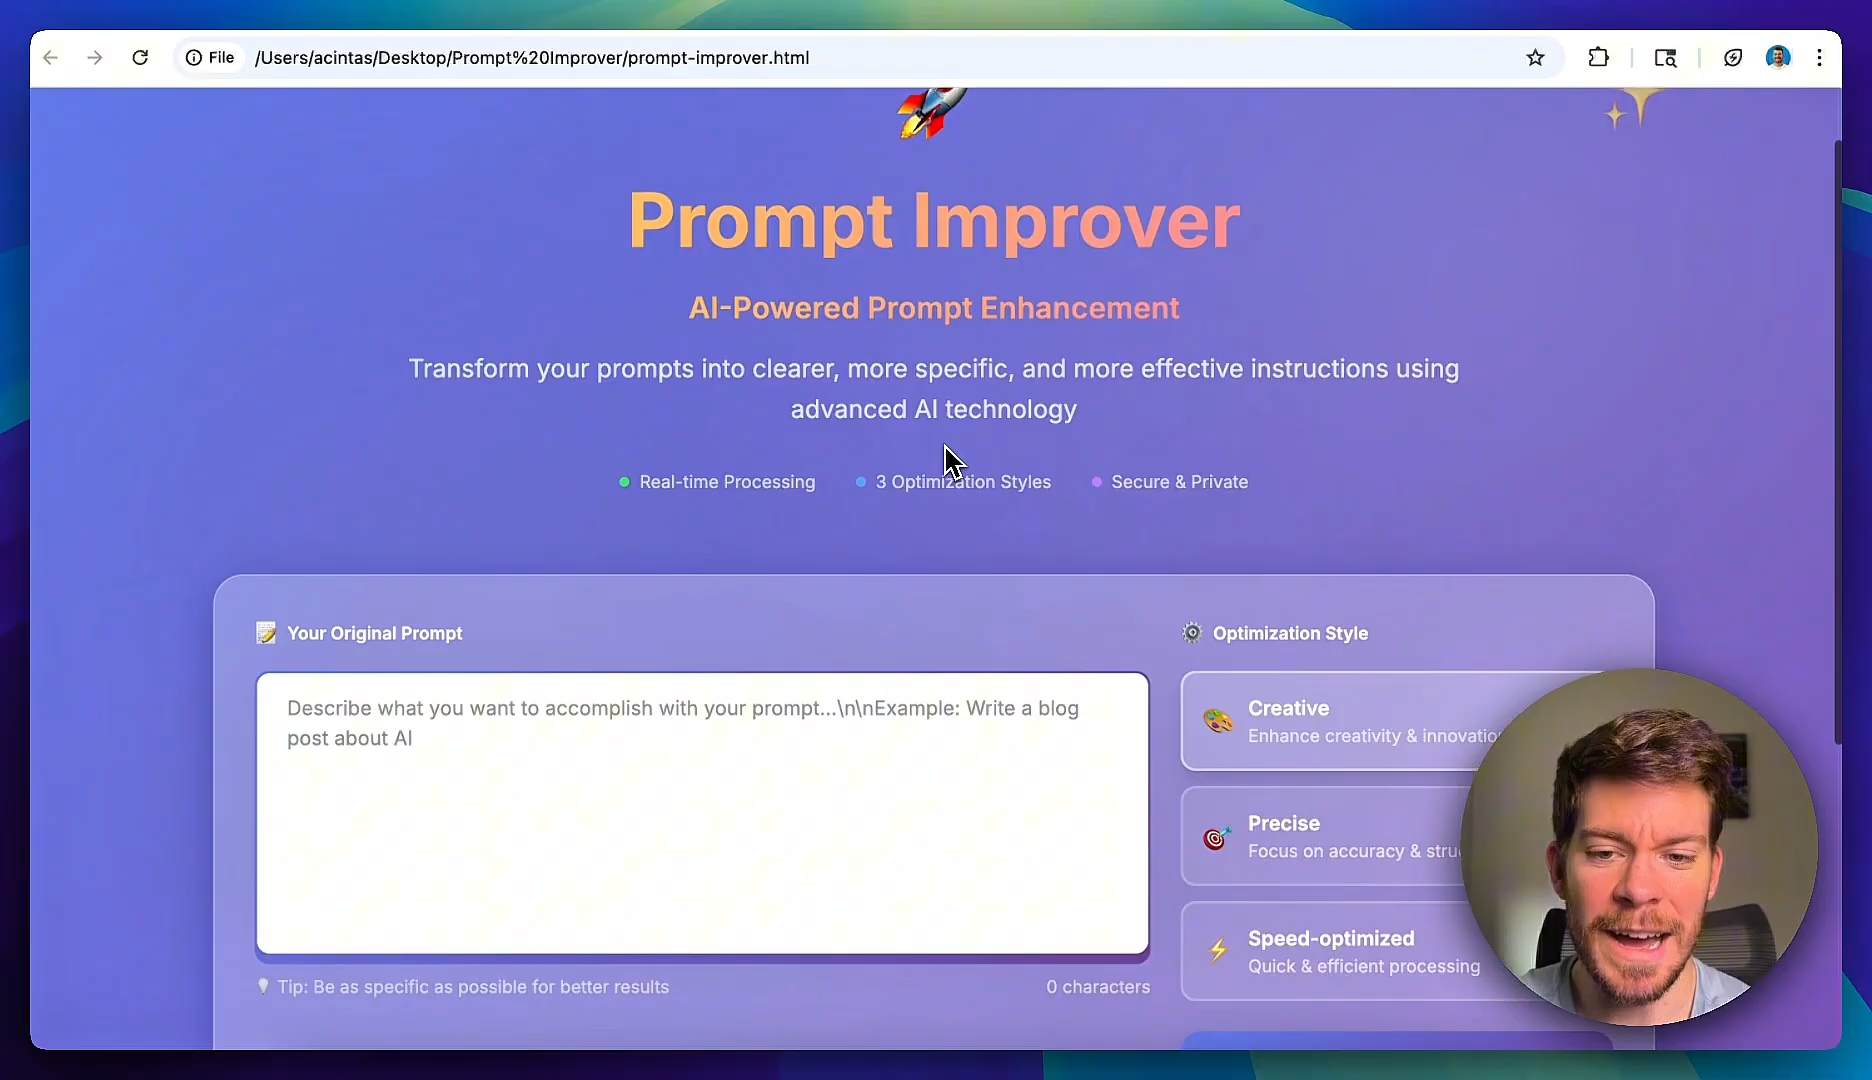 File
/Users/acintas/Desktop/Prompt%20Improver/prompt-improver.html
Prompt Improver
AI-Powered Prompt Enhancement
Transform your prompts into clearer, more specific, and more effective instructions using
advanced AI technology
Real-time Processing
3 Optimization Styles
Secure & Private
Your Original Prompt
Describe what you want to accomplish with your prompt...\n\nExample: Write a blog
post about AI
Tip: Be as specific as possible for better results
0 characters
Optimization Style
Creative
Enhance creativity & innovatio
Precise
Focus on accuracy & stru
Speed-optimized
Quick & efficient processing